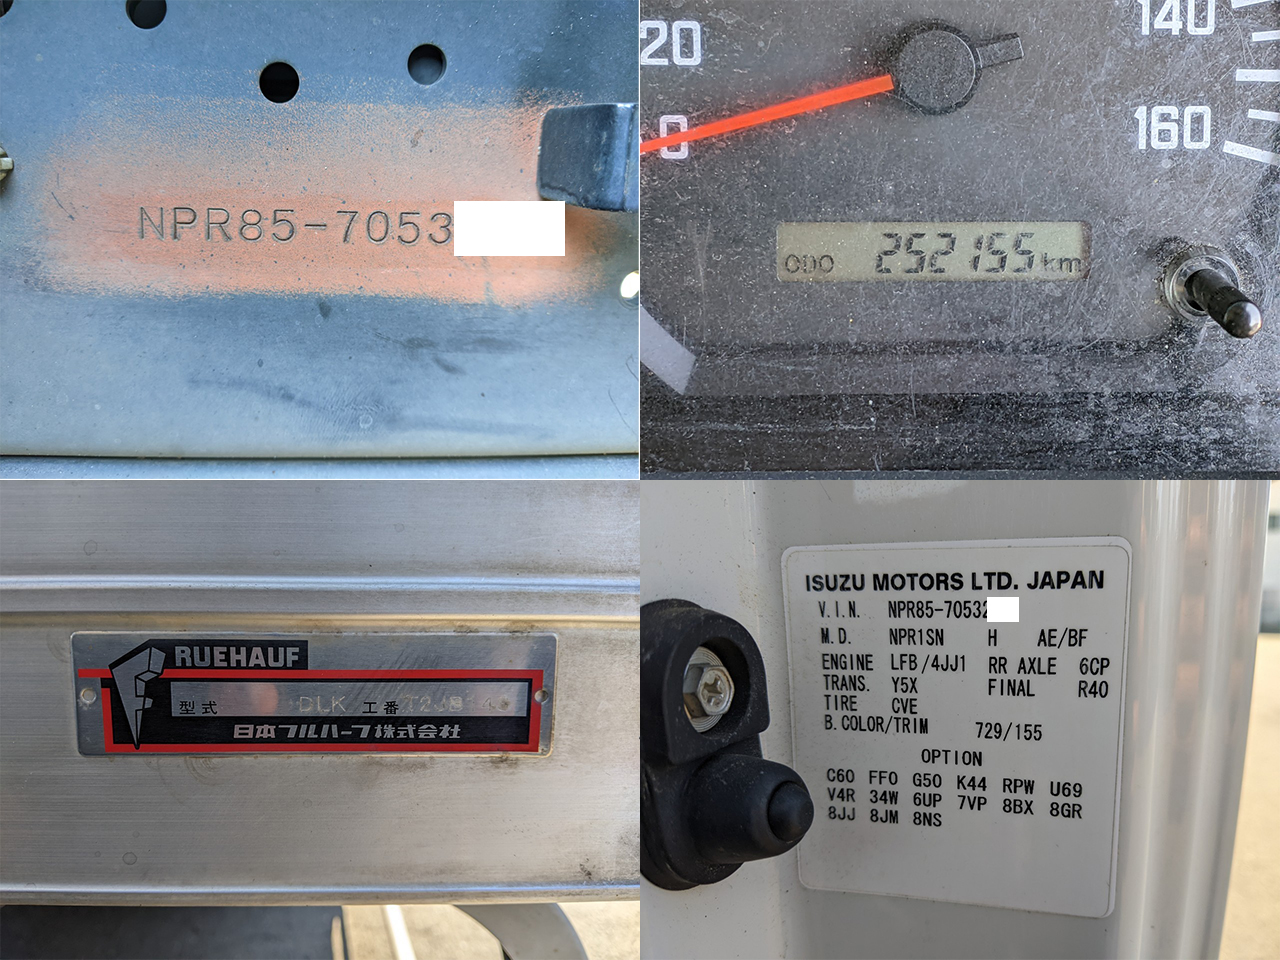 NPR85-7053
20
0
140
160
ODO 252155 km
RUEHAUF
型式 DLK 工番
日本フルハーフ株式会社
ISUZU MOTORS LTD. JAPAN
V.I.N. NPR85-70532
M.D. NPR1SN H AE/BF
ENGINE LFB/4JJ1 RR AXLE 6CP
TRANS. Y5X FINAL R40
TIRE CVE
B.COLOR/TRIM 729/155
OPTION
C60 FF0 G50 K44 RPW U69
V4R 34W 6UP 7VP 8BX 8GR
8JJ 8JM 8NS